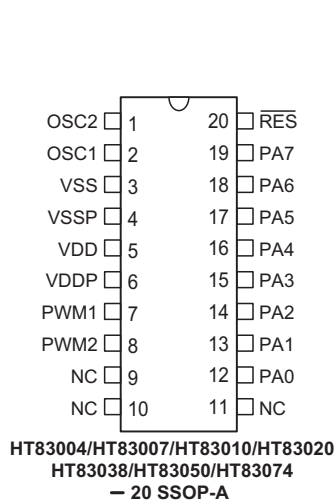 OSC2 1 20 RES
OSC1 2 19 PA7
VSS 3 18 PA6
VSSP 4 17 PA5
VDD 5 16 PA4
VDDP 6 15 PA3
PWM1 7 14 PA2
PWM2 8 13 PA1
NC 9 12 PA0
NC 10 11 NC
HT83004/HT83007/HT83010/HT83020
HT83038/HT83050/HT83074
– 20 SSOP-A